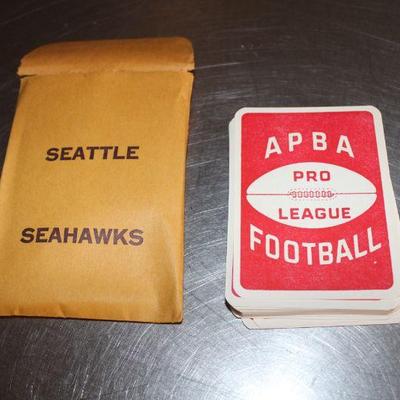 SEATTLE
SEAHAWKS
APBA
PRO
LEAGUE
FOOTBALL